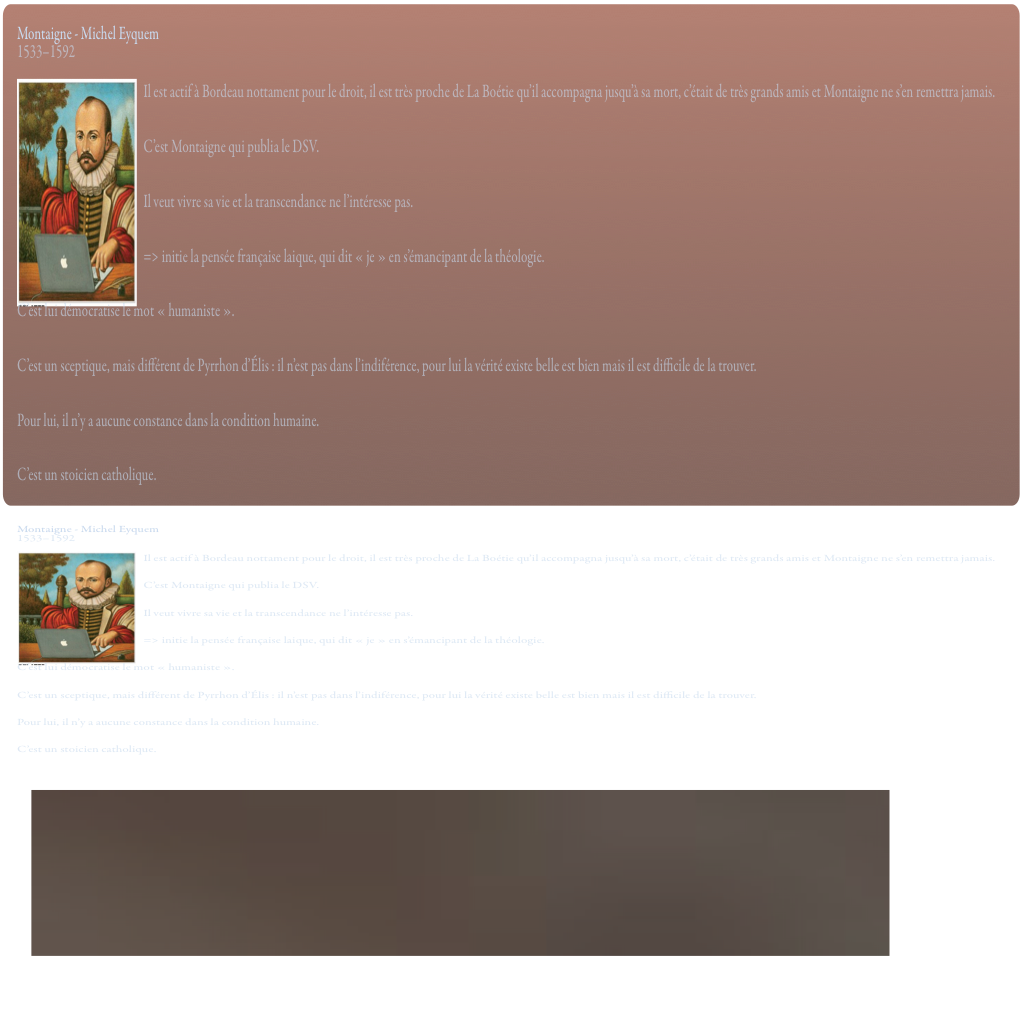 Montaigne - Michel Eyquem
1533–1592
Il est actif à Bordeau nottament pour le droit, il est très proche de La Boétie qu'il accompagna jusqu'à sa mort, c'était de très grands amis et Montaigne ne s'en remettra jamais.
C'est Montaigne qui publia le DSV.
Il veut vivre sa vie et la transcendance ne l'intéresse pas.
=> initie la pensée française laique, qui dit « je » en s'émancipant de la théologie.
C'est lui démocratise le mot « humaniste ».
C'est un sceptique, mais différent de Pyrrhon d'Élis : il n'est pas dans l'indiférence, pour lui la vérité existe belle est bien mais il est difficile de la trouver.
Pour lui, il n'y a aucune constance dans la condition humaine.
C'est un stoicien catholique.
Montaigne - Michel Eyquem
1533–1592
Il est actif à Bordeau nottament pour le droit, il est très proche de La Boétie qu'il accompagna jusqu'à sa mort, c'était de très grands amis et Montaigne ne s'en remettra jamais.
C'est Montaigne qui publia le DSV.
Il veut vivre sa vie et la transcendance ne l'intéresse pas.
=> initie la pensée française laique, qui dit « je » en s'émancipant de la théologie.
C'est lui démocratise le mot « humaniste ».
C'est un sceptique, mais différent de Pyrrhon d'Élis : il n'est pas dans l'indiférence, pour lui la vérité existe belle est bien mais il est difficile de la trouver.
Pour lui, il n'y a aucune constance dans la condition humaine.
C'est un stoicien catholique.